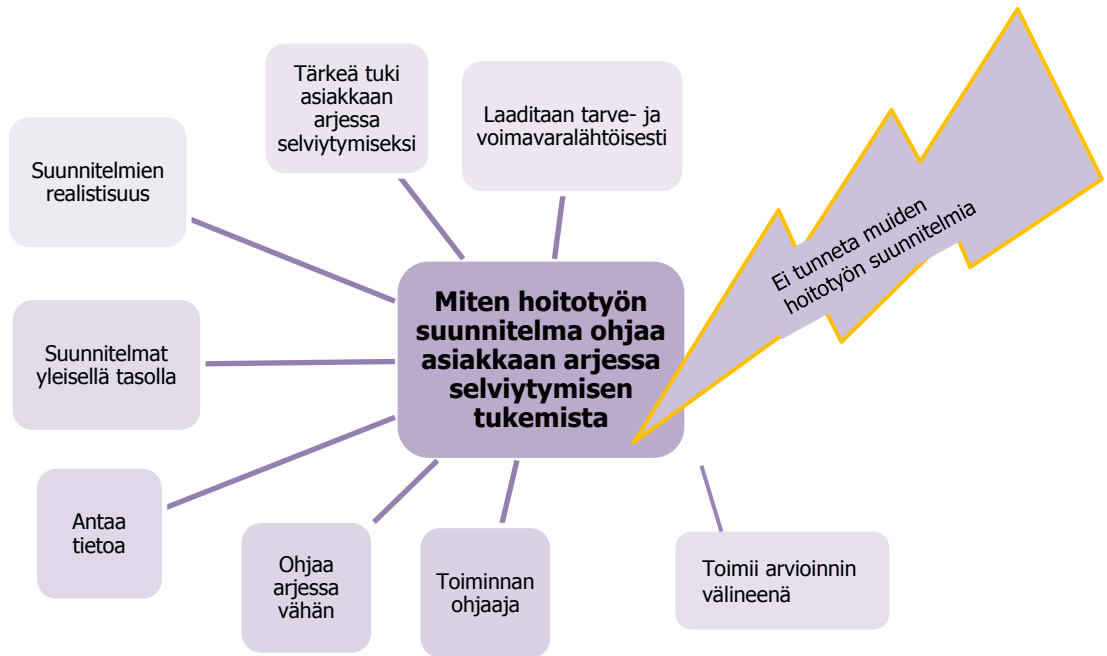 Tärkeä tuki
asiakkaan
arjessa
selviytymiseksi
Laaditaan tarve- ja
voimavaralähtöisesti
Suunnitelmien
realistisuus
Ei tunneta muiden
hoitotyön suunnitelmia
Miten hoitotyön
suunnitelma ohjaa
asiakkaan arjessa
selviytymisen
tukemista
Suunnitelmat
yleisellä tasolla
Antaa
tietoa
Ohjaa
arjessa
vähän
Toiminnan
ohjaaja
Toimii arvioinnin
välineenä